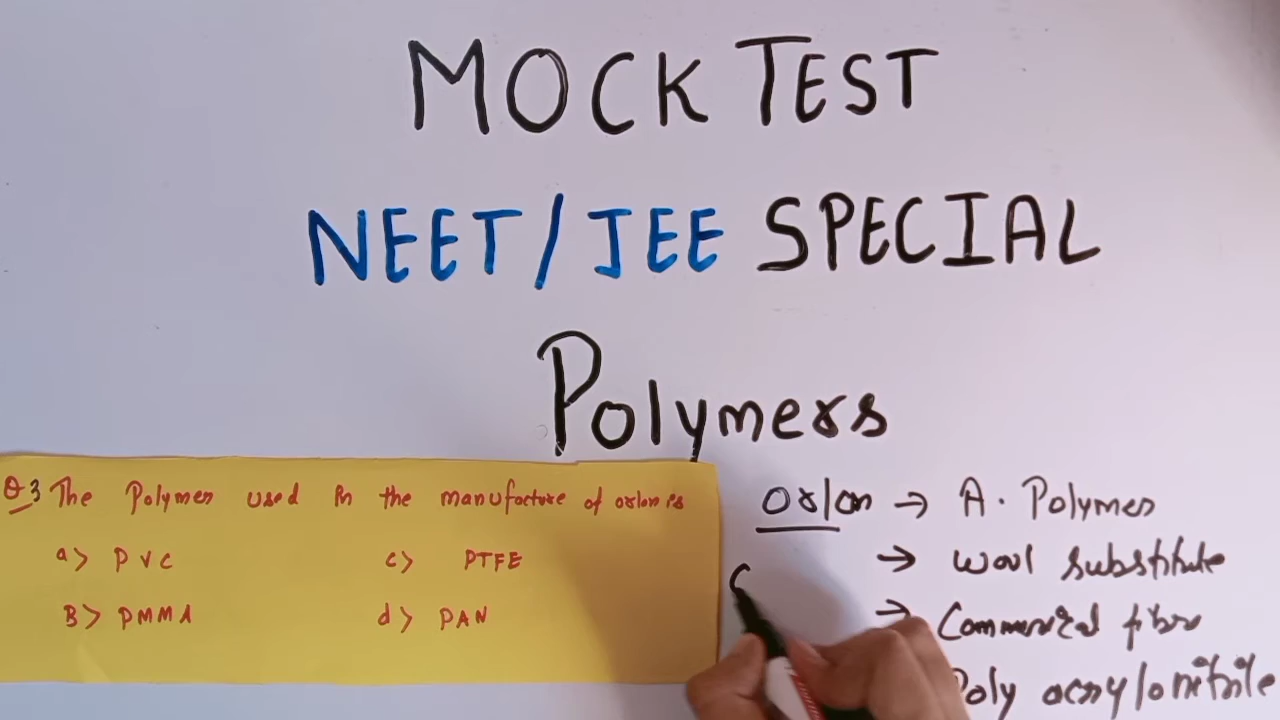 MOCK TEST
NEET/JEE SPECIAL
Polymers
Q3 The Polymer used in the manufacture of orlon is
a> PVC
c> PTFE
B> PMMA
d> PAN
Orlon → A. Polymer
→ Wool substitute
→ Commercial fibre
Poly acrylonitrile